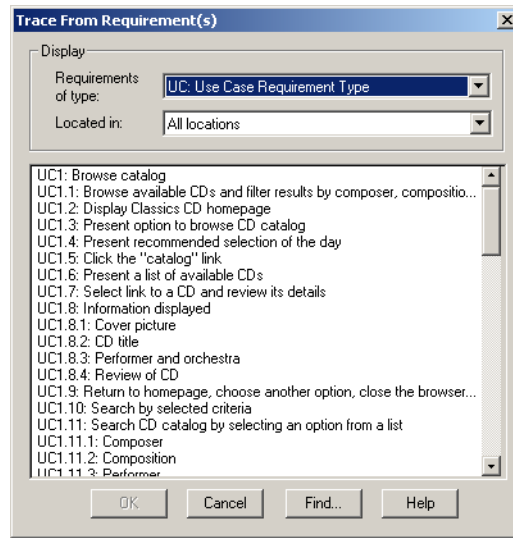 Trace From Requirement(s)
Display
Requirements
of type:
UC: Use Case Requirement Type
Located in:
All locations
UC1: Browse catalog
UC1.1: Browse available CDs and filter results by composer, compositio...
UC1.2: Display Classics CD homepage
UC1.3: Present option to browse CD catalog
UC1.4: Present recommended selection of the day
UC1.5: Click the "catalog" link
UC1.6: Present a list of available CDs
UC1.7: Select link to a CD and review its details
UC1.8: Information displayed
UC1.8.1: Cover picture
UC1.8.2: CD title
UC1.8.3: Performer and orchestra
UC1.8.4: Review of CD
UC1.9: Return to homepage, choose another option, close the browser...
UC1.10: Search by selected criteria
UC1.11: Search CD catalog by selecting an option from a list
UC1.11.1: Composer
UC1.11.2: Composition
UC1.11.3: Performer
OK
Cancel
Find...
Help